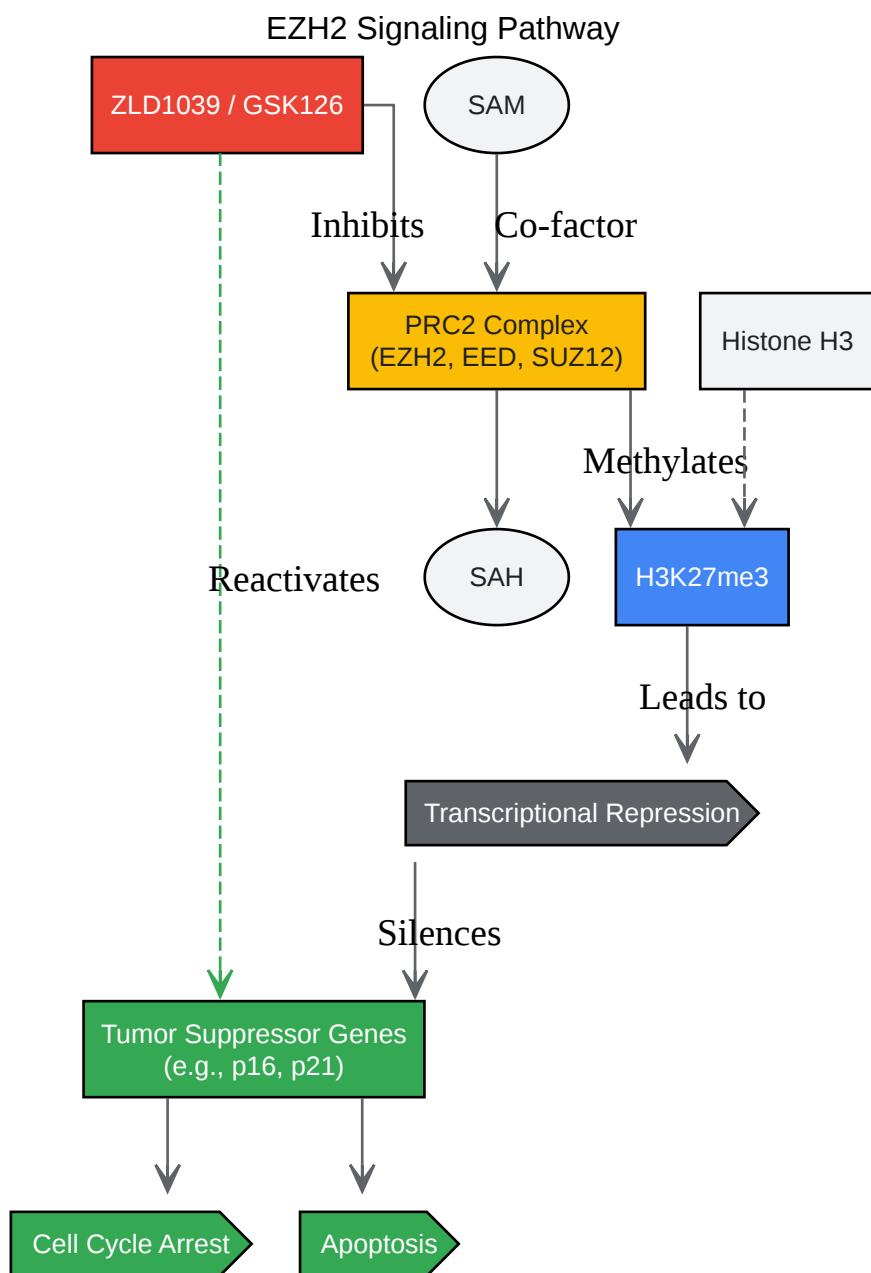 EZH2 Signaling Pathway
ZLD1039 / GSK126
SAM
Inhibits
Co-factor
PRC2 Complex
(EZH2, EED, SUZ12)
Histone H3
Methylates
Reactivates
SAH
H3K27me3
Leads to
Transcriptional Repression
Silences
Tumor Suppressor Genes
(e.g., p16, p21)
Cell Cycle Arrest
Apoptosis